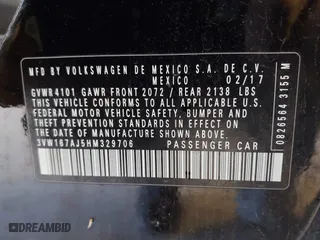 MFD BY VOLKSWAGEN DE MEXICO S.A. DE C.V.
MEXICO 02/17
GVWR 4101 GAWR FRONT 2072 / REAR 2138 LBS
THIS VEHICLE CONFORMS TO ALL APPLICABLE U.S.
FEDERAL MOTOR VEHICLE SAFETY, BUMPER AND
THEFT PREVENTION STANDARDS IN EFFECT ON THE
DATE OF MANUFACTURE SHOWN ABOVE.
3VW167AJ5HM329706 PASSENGER CAR
0826564 3155 M